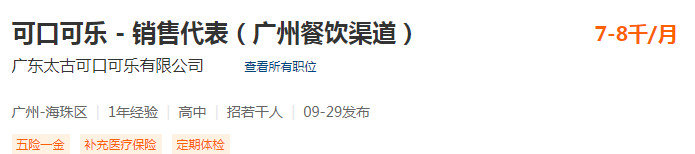 可口可乐 - 销售代表（广州餐饮渠道） 7-8千/月
广东太古可口可乐有限公司 查看所有职位
广州-海珠区 | 1年经验 | 高中 | 招若干人 | 09-29发布
五险一金 补充医疗保险 定期体检